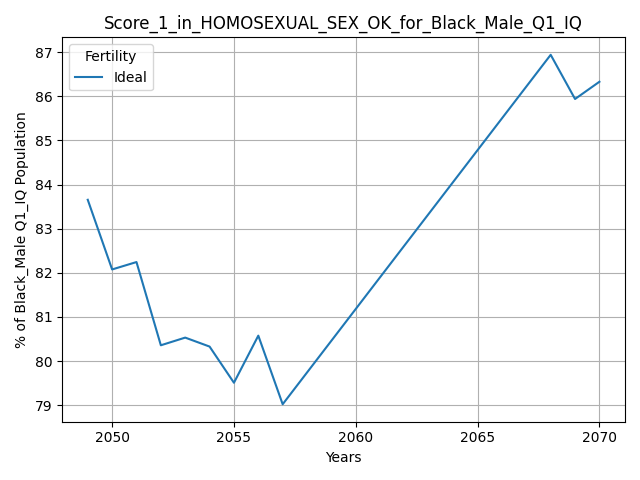 Score_1_in_HOMOSEXUAL_SEX_OK_for_Black_Male_Q1_IQ
Fertility
Ideal
% of Black_Male Q1_IQ Population
87
86
85
84
83
82
81
80
79
2050
2055
2060
2065
2070
Years